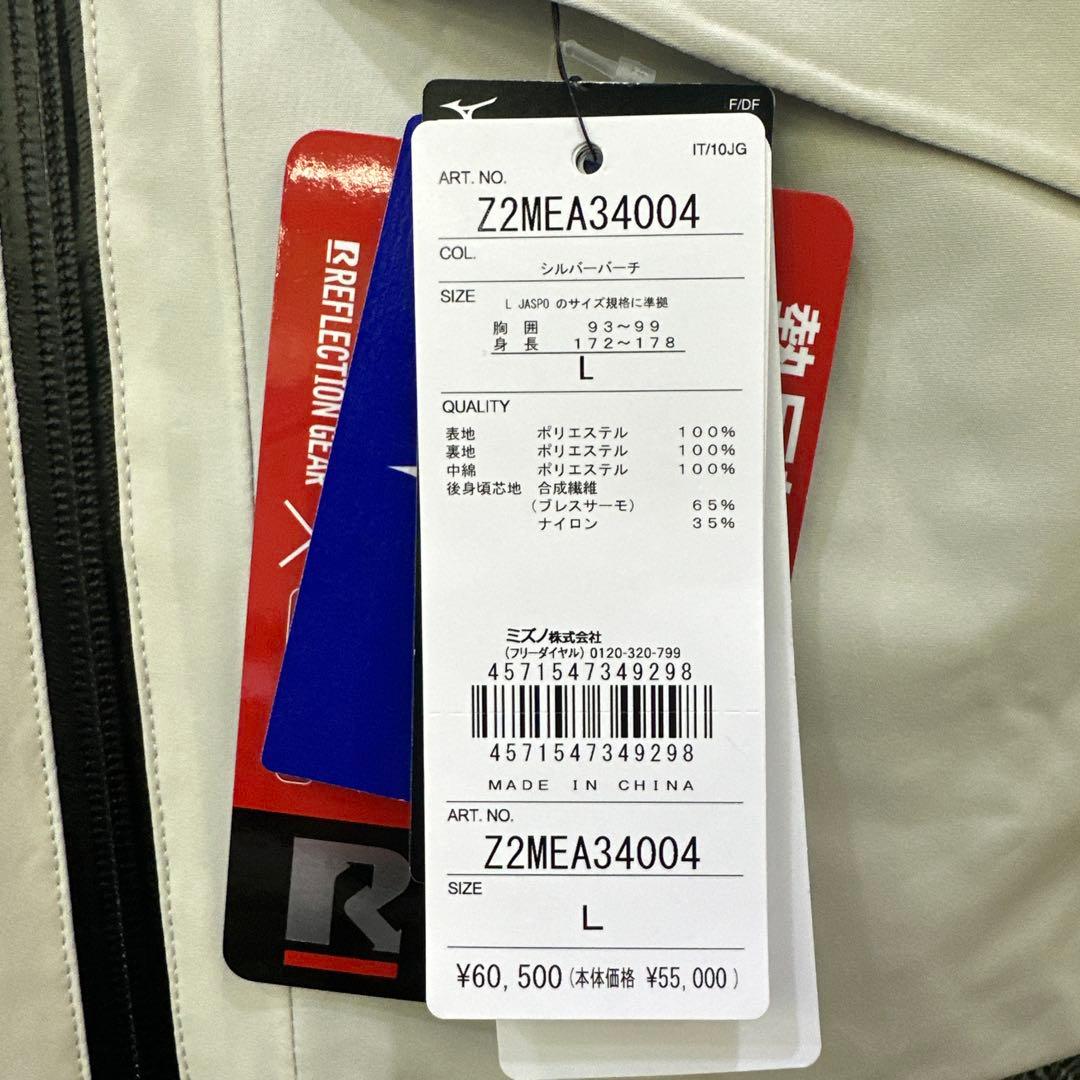 F/DF
IT/10JG
ART. NO.
Z2MEA34004
COL.
シルバーバーチ
SIZE
L JASPO のサイズ規格に準拠
胸 囲 93～99
身 長 172～178
L
QUALITY
表地 ポリエステル 100%
裏地 ポリエステル 100%
中綿 ポリエステル 100%
後身頃芯地 合成繊維
(ブレスサーモ) 65%
ナイロン 35%
ミズノ株式会社
(フリーダイヤル) 0120-320-799
4571547349298
4571547349298
MADE IN CHINA
ART. NO.
Z2MEA34004
SIZE
L
¥60,500(本体価格 ¥55,000)
R REFLECTION GEAR
×
R